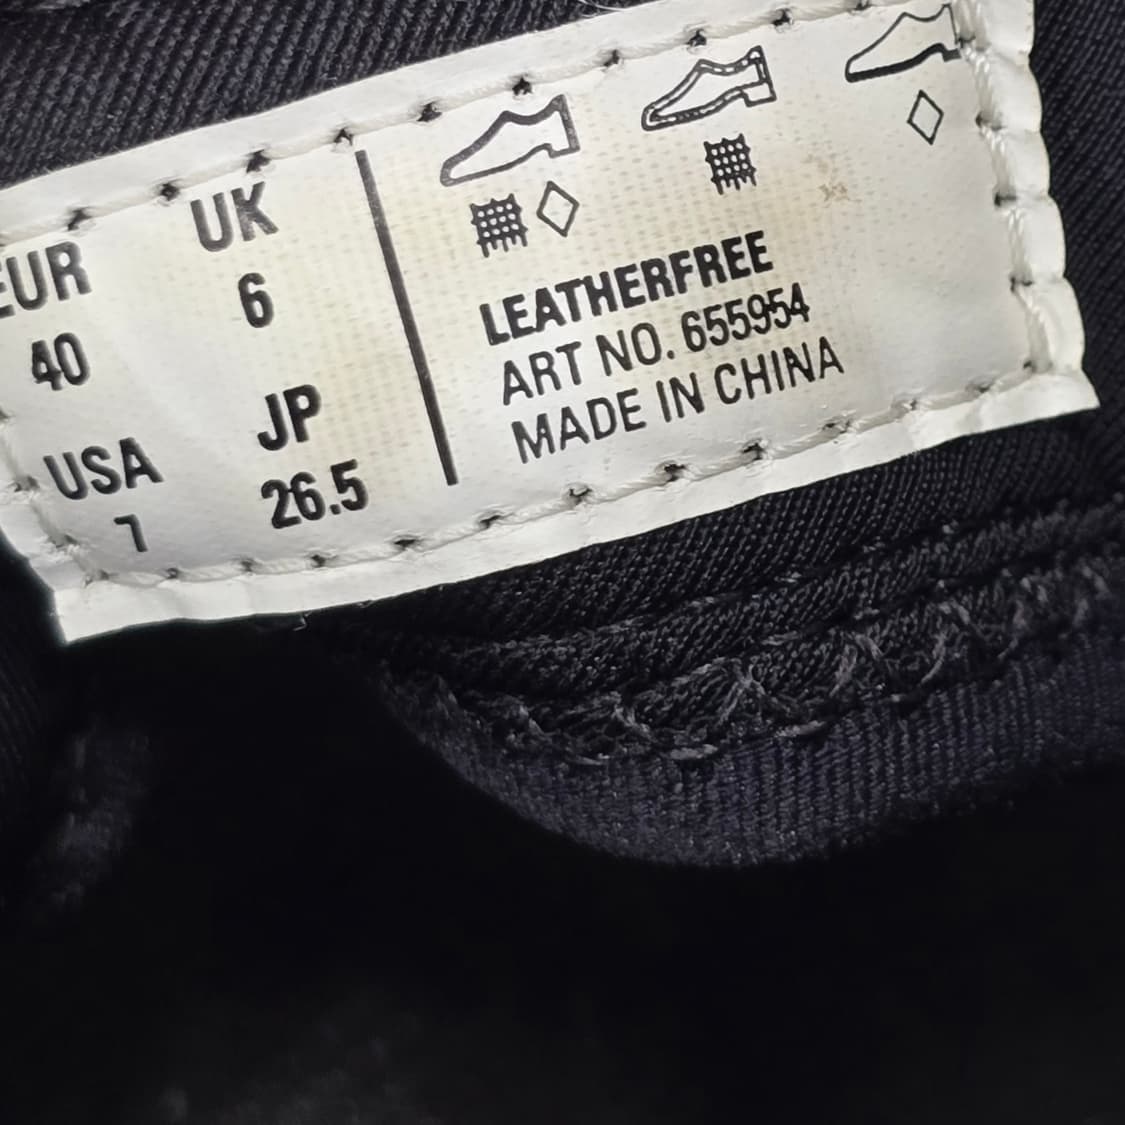 EUR UK
40 6
USA JP
7 26.5
LEATHERFREE
ART NO. 655954
MADE IN CHINA